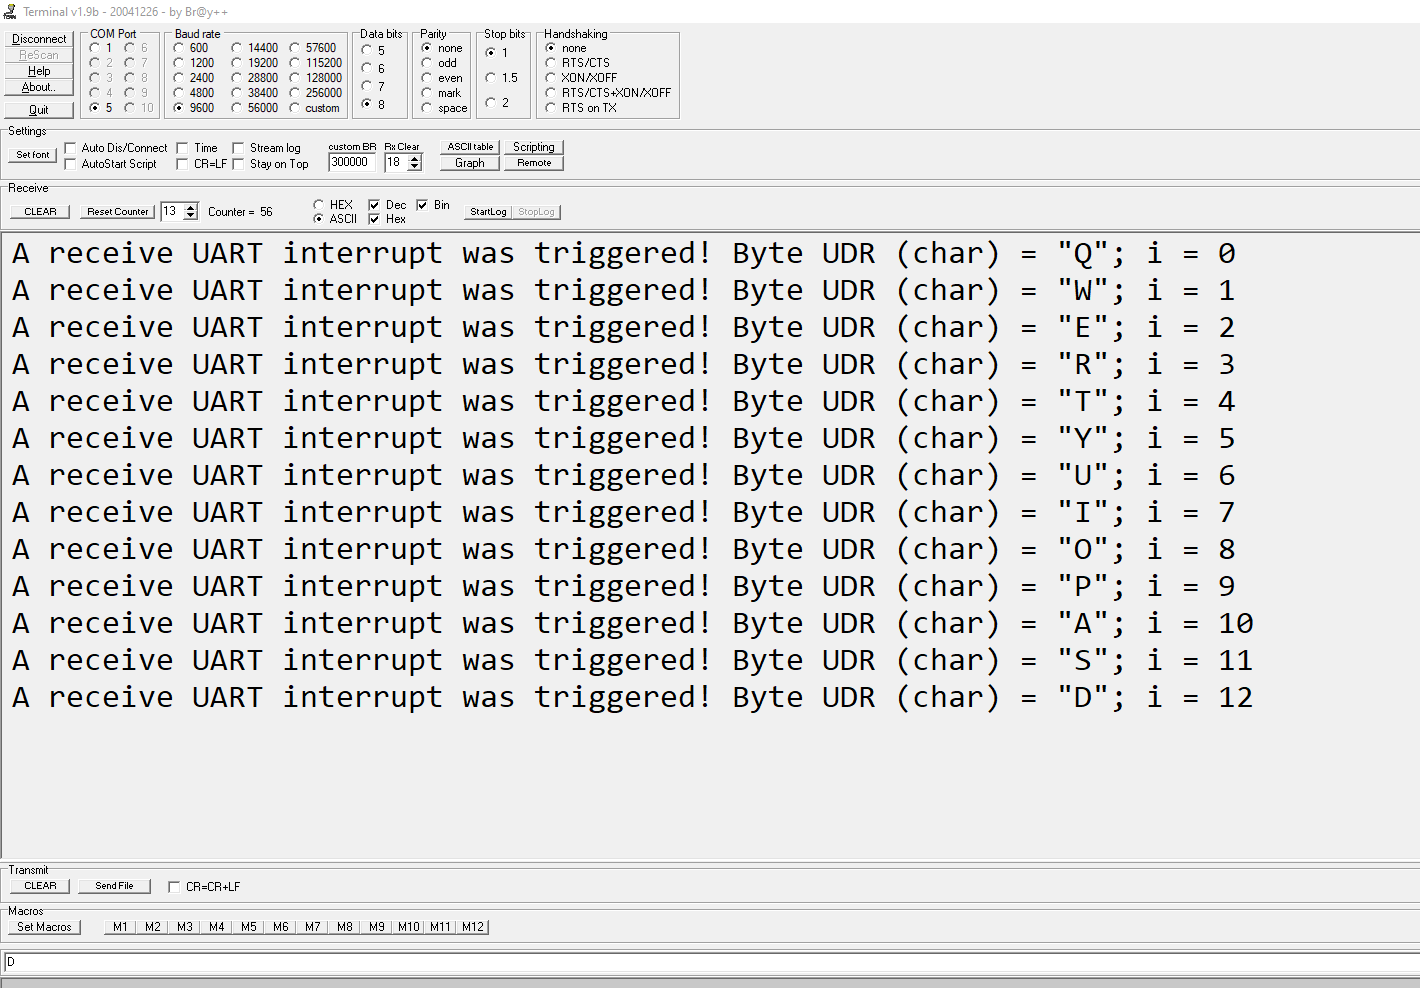 Terminal v1.9b - 20041226 - by Br@y++
Disconnect
ReScan
Help
About..
Quit
COM Port
1 6
2 7
3 8
4 9
5 10
Baud rate
600 14400 57600
1200 19200 115200
2400 28800 128000
4800 38400 256000
9600 56000 custom
Data bits
5
6
7
8
Parity
none
odd
even
mark
space
Stop bits
1
1.5
2
Handshaking
none
RTS/CTS
XON/XOFF
RTS/CTS+XON/XOFF
RTS on TX
Settings
Set font
Auto Dis/Connect Time Stream log
AutoStart Script CR=LF Stay on Top
custom BR Rx Clear
300000 18
ASCII table Scripting
Graph Remote
Receive
CLEAR Reset Counter 13 Counter = 56
HEX Dec Bin
ASCII Hex
StartLog StopLog
A receive UART interrupt was triggered! Byte UDR (char) = "Q"; i = 0
A receive UART interrupt was triggered! Byte UDR (char) = "W"; i = 1
A receive UART interrupt was triggered! Byte UDR (char) = "E"; i = 2
A receive UART interrupt was triggered! Byte UDR (char) = "R"; i = 3
A receive UART interrupt was triggered! Byte UDR (char) = "T"; i = 4
A receive UART interrupt was triggered! Byte UDR (char) = "Y"; i = 5
A receive UART interrupt was triggered! Byte UDR (char) = "U"; i = 6
A receive UART interrupt was triggered! Byte UDR (char) = "I"; i = 7
A receive UART interrupt was triggered! Byte UDR (char) = "O"; i = 8
A receive UART interrupt was triggered! Byte UDR (char) = "P"; i = 9
A receive UART interrupt was triggered! Byte UDR (char) = "A"; i = 10
A receive UART interrupt was triggered! Byte UDR (char) = "S"; i = 11
A receive UART interrupt was triggered! Byte UDR (char) = "D"; i = 12
Transmit
CLEAR Send File CR=CR+LF
Macros
Set Macros M1 M2 M3 M4 M5 M6 M7 M8 M9 M10 M11 M12
D